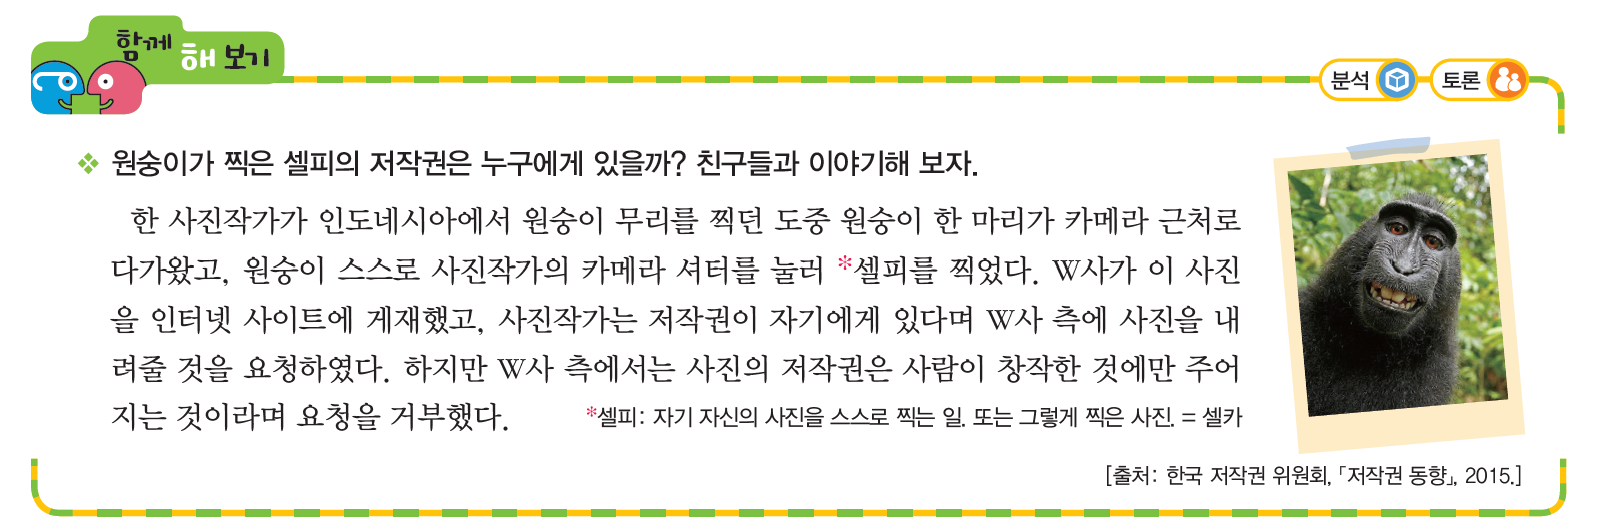 함께 해 보기
분석 토론
❖ 원숭이가 찍은 셀피의 저작권은 누구에게 있을까? 친구들과 이야기해 보자.
한 사진작가가 인도네시아에서 원숭이 무리를 찍던 도중 원숭이 한 마리가 카메라 근처로
다가왔고, 원숭이 스스로 사진작가의 카메라 셔터를 눌러 *셀피를 찍었다. W사가 이 사진
을 인터넷 사이트에 게재했고, 사진작가는 저작권이 자기에게 있다며 W사 측에 사진을 내
려줄 것을 요청하였다. 하지만 W사 측에서는 사진의 저작권은 사람이 창작한 것에만 주어
지는 것이라며 요청을 거부했다.
*셀피: 자기 자신의 사진을 스스로 찍는 일. 또는 그렇게 찍은 사진. = 셀카
[출처: 한국 저작권 위원회, 「저작권 동향」, 2015.]